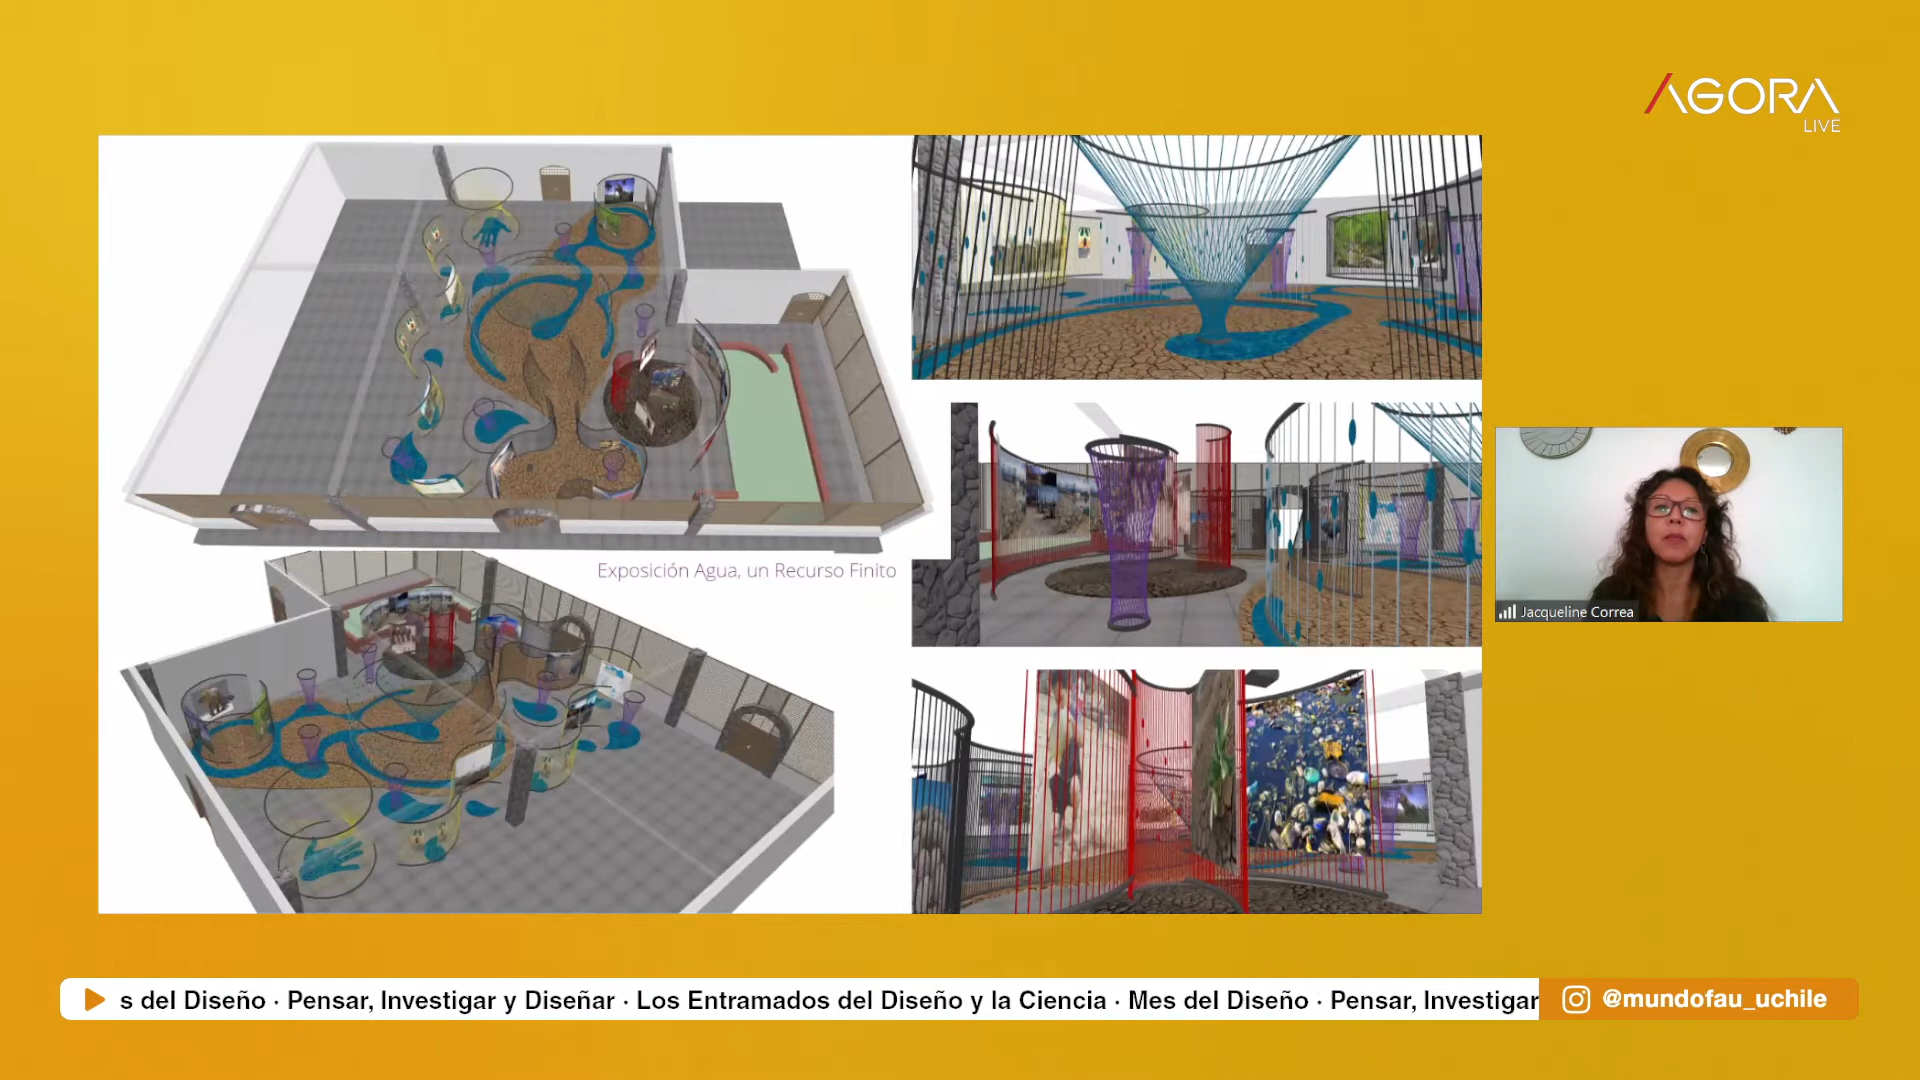 AGORA
LIVE
Exposición Agua, un Recurso Finito
Jacqueline Correa
s del Diseño · Pensar, Investigar y Diseñar · Los Entramados del Diseño y la Ciencia · Mes del Diseño · Pensar, Investigar
@mundofau_uchile